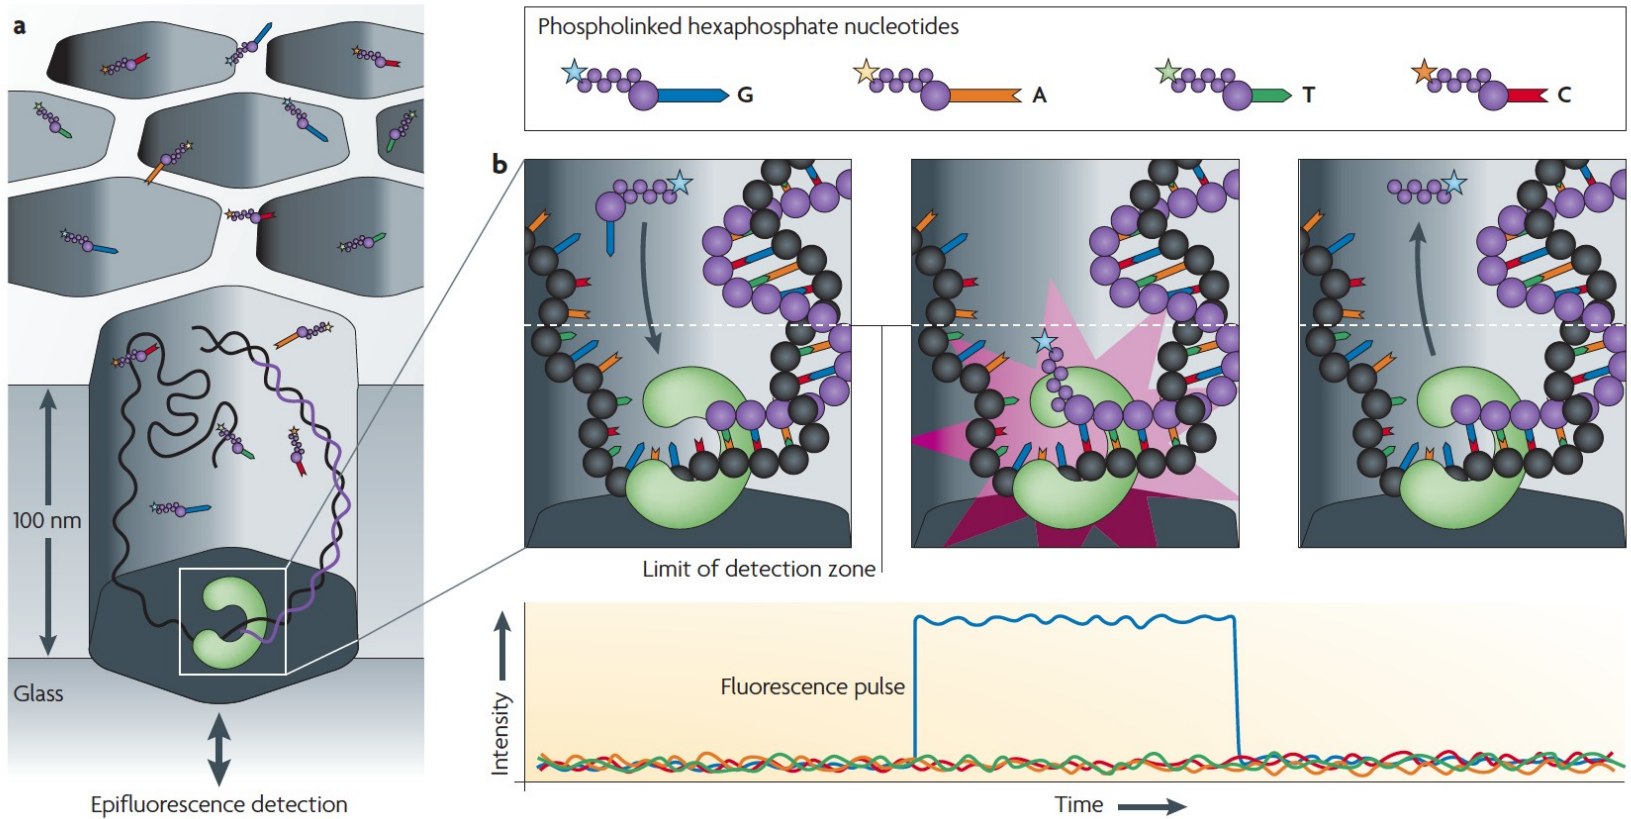 a
Phospholinked hexaphosphate nucleotides
G
A
T
C
b
100 nm
Glass
Epifluorescence detection
Limit of detection zone
Intensity
Fluorescence pulse
Time